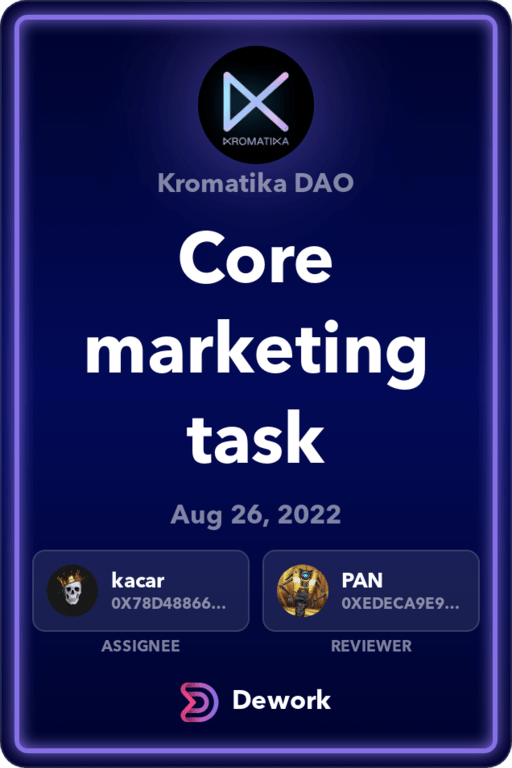 KROMATIKA
Kromatika DAO
Core
marketing
task
Aug 26, 2022
kacar
0X78D48866...
PAN
0XEDECA9E9...
ASSIGNEE
REVIEWER
Dework